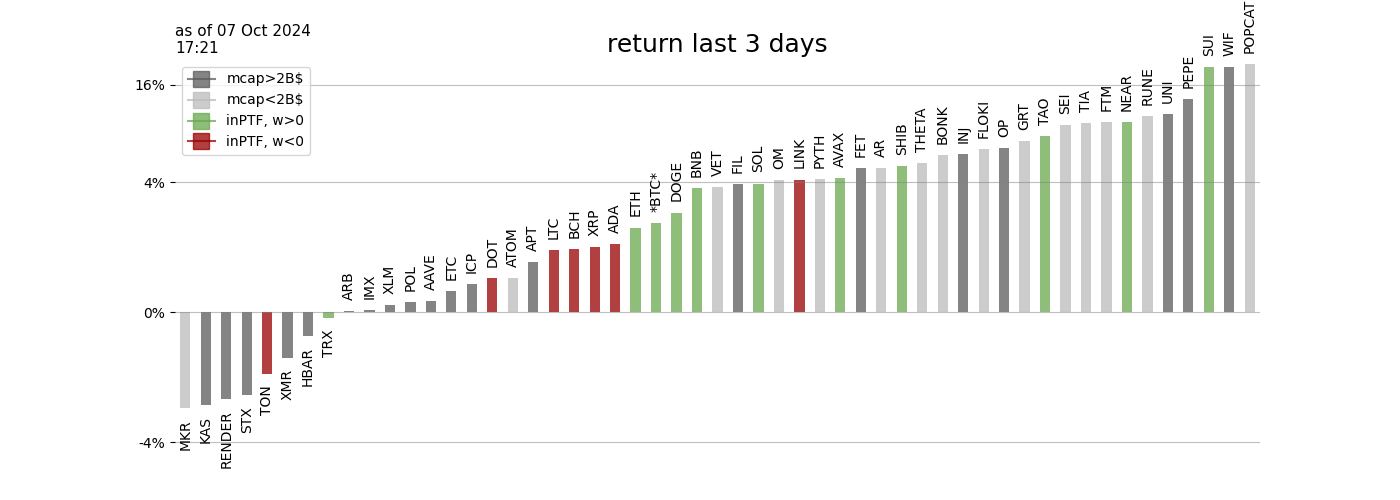 as of 07 Oct 2024
17:21
return last 3 days
mcap>2B$
mcap<2B$
inPTF, w>0
inPTF, w<0
16%
4%
0%
-4%
MKR
KAS
RENDER
STX
TON
XMR
HBAR
TRX
ARB
IMX
XLM
POL
AAVE
ETC
ICP
DOT
ATOM
APT
LTC
BCH
XRP
ADA
ETH
*BTC*
DOGE
BNB
VET
FIL
SOL
OM
LINK
PYTH
AVAX
FET
AR
SHIB
THETA
BONK
INJ
FLOKI
OP
GRT
TAO
SEI
TIA
FTM
NEAR
RUNE
UNI
PEPE
SUI
WIF
POPCAT